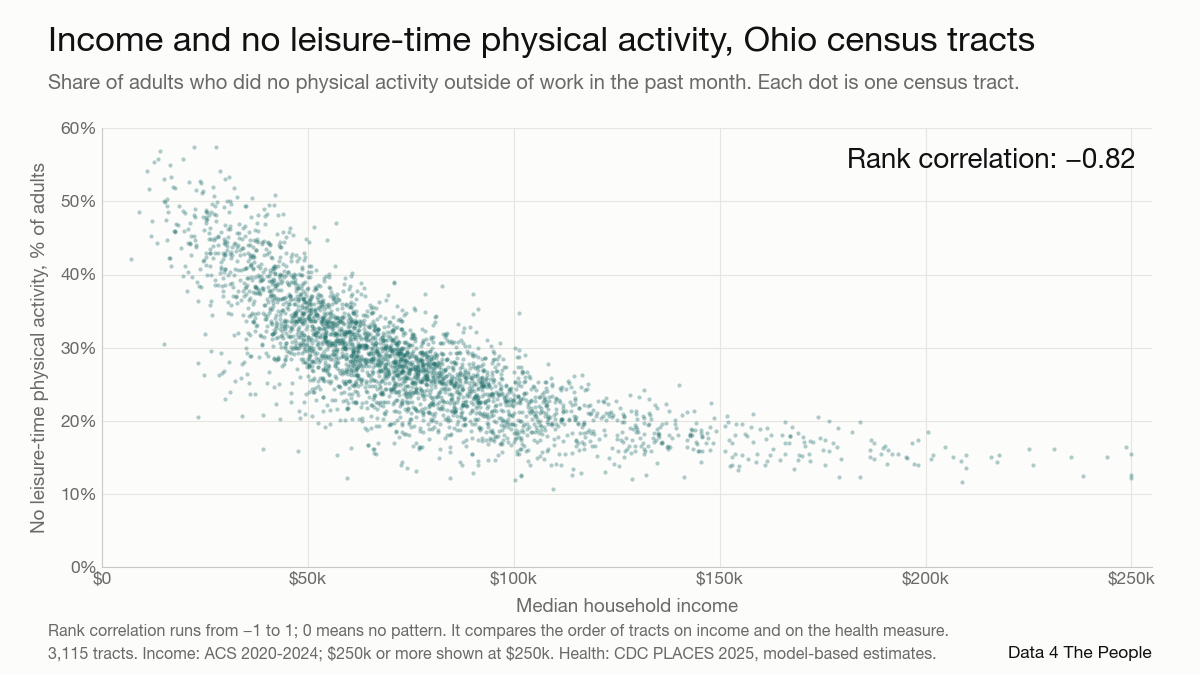 Income and no leisure-time physical activity, Ohio census tracts
Share of adults who did no physical activity outside of work in the past month. Each dot is one census tract.
Rank correlation: −0.82
No leisure-time physical activity, % of adults
60%
50%
40%
30%
20%
10%
0%
$0
$50k
$100k
$150k
$200k
$250k
Median household income
Rank correlation runs from −1 to 1; 0 means no pattern. It compares the order of tracts on income and on the health measure.
3,115 tracts. Income: ACS 2020-2024; $250k or more shown at $250k. Health: CDC PLACES 2025, model-based estimates.
Data 4 The People